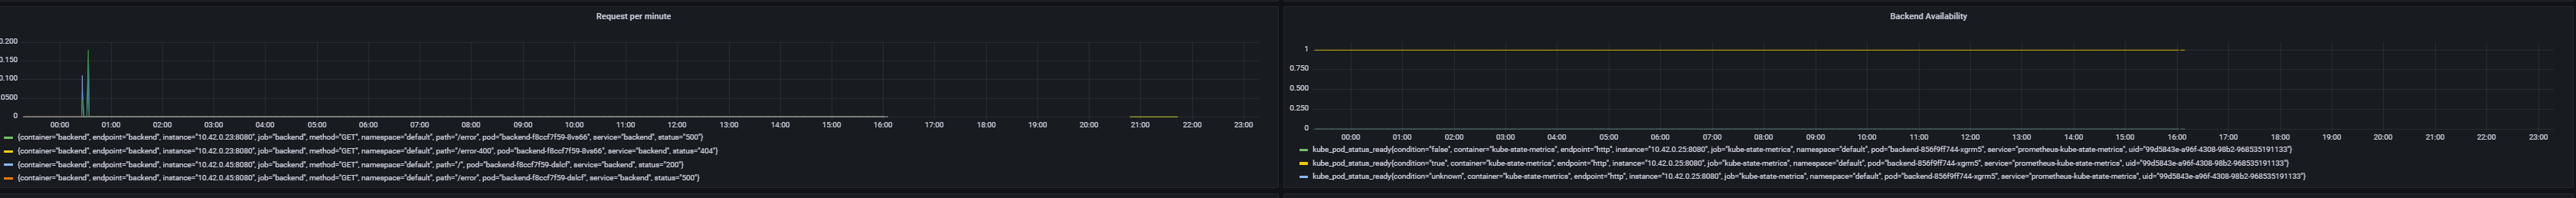 Request per minute
0.200
0.150
0.100
.0500
0
00:00 01:00 02:00 03:00 04:00 05:00 06:00 07:00 08:00 09:00 10:00 11:00 12:00 13:00 14:00 15:00 16:00 17:00 18:00 19:00 20:00 21:00 22:00 23:00
{container="backend", endpoint="backend", instance="10.42.0.23:8080", job="backend", method="GET", namespace="default", path="/error", pod="backend-f8ccf7f59-8vs66", service="backend", status="500"}
{container="backend", endpoint="backend", instance="10.42.0.23:8080", job="backend", method="GET", namespace="default", path="/error-400", pod="backend-f8ccf7f59-8vs66", service="backend", status="404"}
{container="backend", endpoint="backend", instance="10.42.0.45:8080", job="backend", method="GET", namespace="default", path="/", pod="backend-f8ccf7f59-dslcf", service="backend", status="200"}
{container="backend", endpoint="backend", instance="10.42.0.45:8080", job="backend", method="GET", namespace="default", path="/error", pod="backend-f8ccf7f59-dslcf", service="backend", status="500"}
Backend Availability
1
0.750
0.500
0.250
0
00:00 01:00 02:00 03:00 04:00 05:00 06:00 07:00 08:00 09:00 10:00 11:00 12:00 13:00 14:00 15:00 16:00 17:00 18:00 19:00 20:00 21:00 22:00 23:00
kube_pod_status_ready{condition="false", container="kube-state-metrics", endpoint="http", instance="10.42.0.25:8080", job="kube-state-metrics", namespace="default", pod="backend-856f9ff744-xgrm5", service="prometheus-kube-state-metrics", uid="99d5843e-a96f-4308-98b2-968535191133"}
kube_pod_status_ready{condition="true", container="kube-state-metrics", endpoint="http", instance="10.42.0.25:8080", job="kube-state-metrics", namespace="default", pod="backend-856f9ff744-xgrm5", service="prometheus-kube-state-metrics", uid="99d5843e-a96f-4308-98b2-968535191133"}
kube_pod_status_ready{condition="unknown", container="kube-state-metrics", endpoint="http", instance="10.42.0.25:8080", job="kube-state-metrics", namespace="default", pod="backend-856f9ff744-xgrm5", service="prometheus-kube-state-metrics", uid="99d5843e-a96f-4308-98b2-968535191133"}